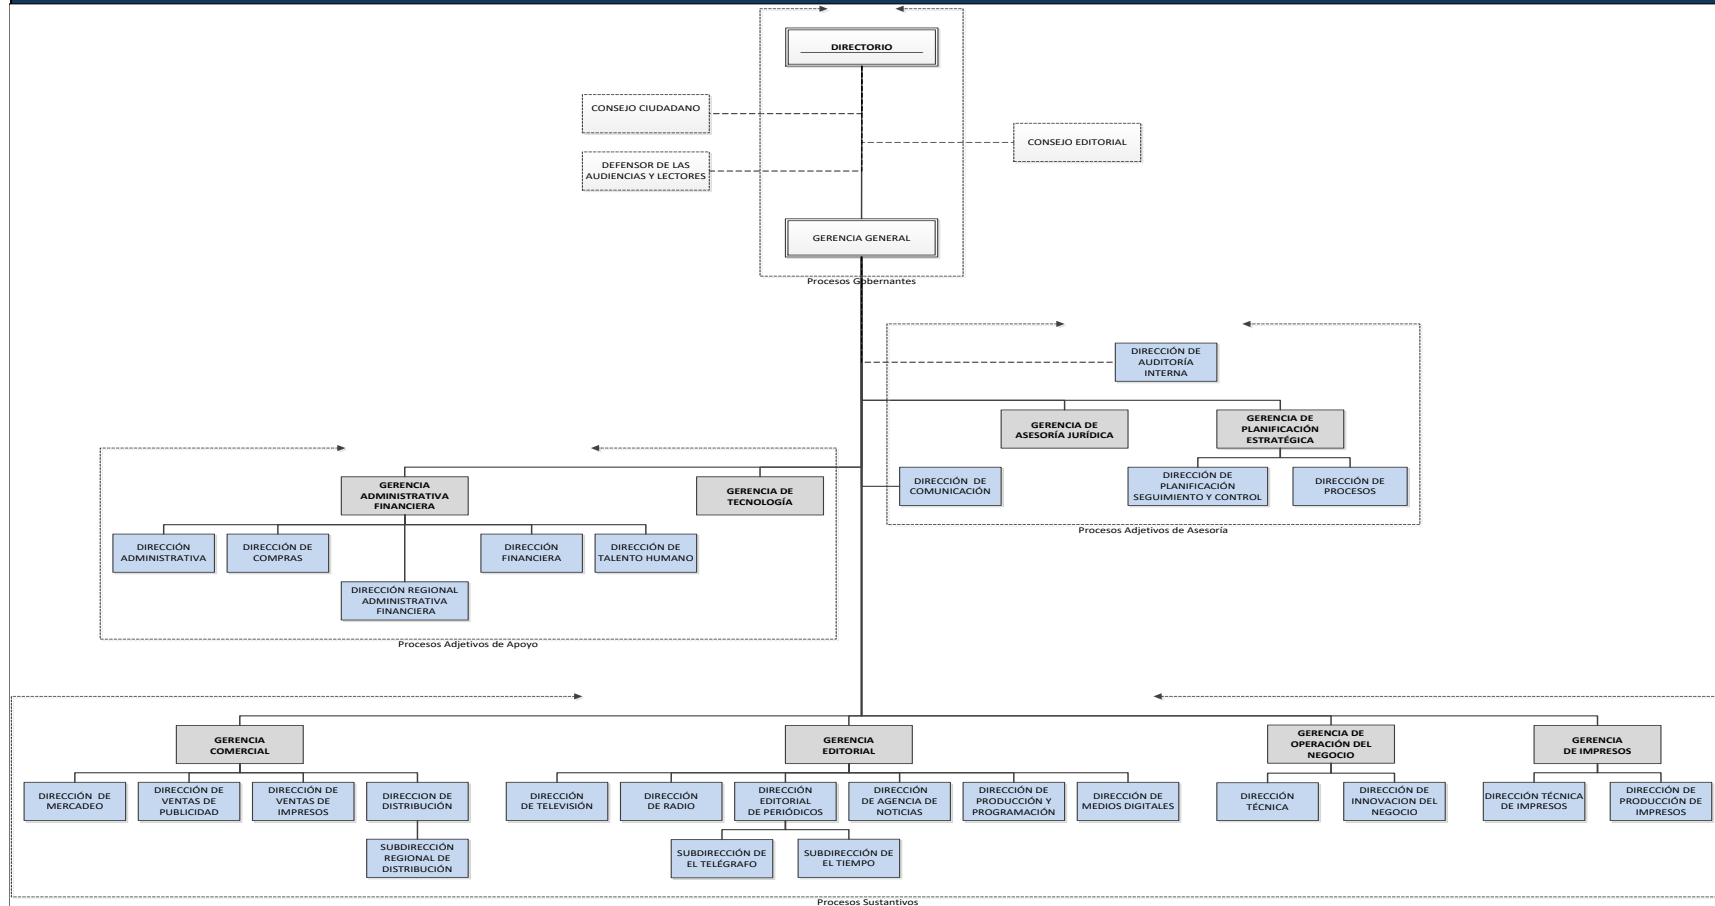 DIRECTORIO
CONSEJO CIUDADANO
CONSEJO EDITORIAL
DEFENSOR DE LAS
AUDIENCIAS Y LECTORES
GERENCIA GENERAL
Procesos Gobernantes
DIRECCIÓN DE
AUDITORÍA
INTERNA
GERENCIA DE
ASESORÍA JURÍDICA
GERENCIA DE
PLANIFICACIÓN
ESTRATÉGICA
DIRECCIÓN DE
COMUNICACIÓN
DIRECCIÓN DE
PLANIFICACIÓN
SEGUIMIENTO Y CONTROL
DIRECCIÓN DE
PROCESOS
Procesos Adjetivos de Asesoría
GERENCIA
ADMINISTRATIVA
FINANCIERA
GERENCIA DE
TECNOLOGÍA
DIRECCIÓN
ADMINISTRATIVA
DIRECCIÓN DE
COMPRAS
DIRECCIÓN
FINANCIERA
DIRECCIÓN DE
TALENTO HUMANO
DIRECCIÓN REGIONAL
ADMINISTRATIVA
FINANCIERA
Procesos Adjetivos de Apoyo
GERENCIA
COMERCIAL
GERENCIA
EDITORIAL
GERENCIA DE
OPERACIÓN DEL
NEGOCIO
GERENCIA
DE IMPRESOS
DIRECCIÓN DE
MERCADEO
DIRECCIÓN DE
VENTAS DE
PUBLICIDAD
DIRECCIÓN DE
VENTAS DE
IMPRESOS
DIRECCION DE
DISTRIBUCIÓN
DIRECCIÓN
DE TELEVISIÓN
DIRECCIÓN
DE RADIO
DIRECCIÓN
EDITORIAL
DE PERIÓDICOS
DIRECCIÓN
DE AGENCIA DE
NOTICIAS
DIRECCIÓN DE
PRODUCCIÓN Y
PROGRAMACIÓN
DIRECCIÓN DE
MEDIOS DIGITALES
DIRECCIÓN
TÉCNICA
DIRECCIÓN DE
INNOVACION DEL
NEGOCIO
DIRECCIÓN TÉCNICA
DE IMPRESOS
DIRECCIÓN DE
PRODUCCIÓN DE
IMPRESOS
SUBDIRECCIÓN
REGIONAL DE
DISTRIBUCIÓN
SUBDIRECCIÓN DE
EL TELÉGRAFO
SUBDIRECCIÓN DE
EL TIEMPO
Procesos Sustantivos